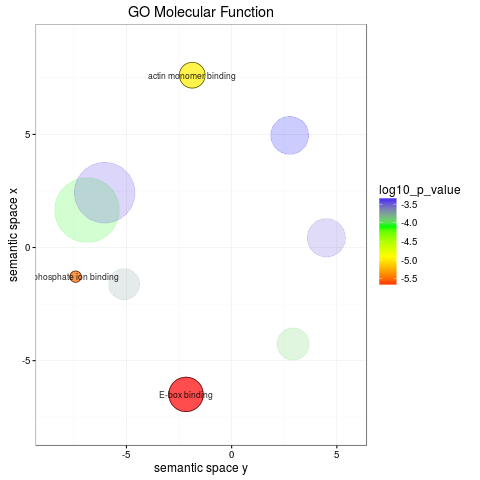 GO Molecular Function
actin monomer binding
phosphate ion binding
E-box binding
5
0
-5
-5
0
5
semantic space x
semantic space y
log10_p_value
-3.5
-4.0
-4.5
-5.0
-5.5